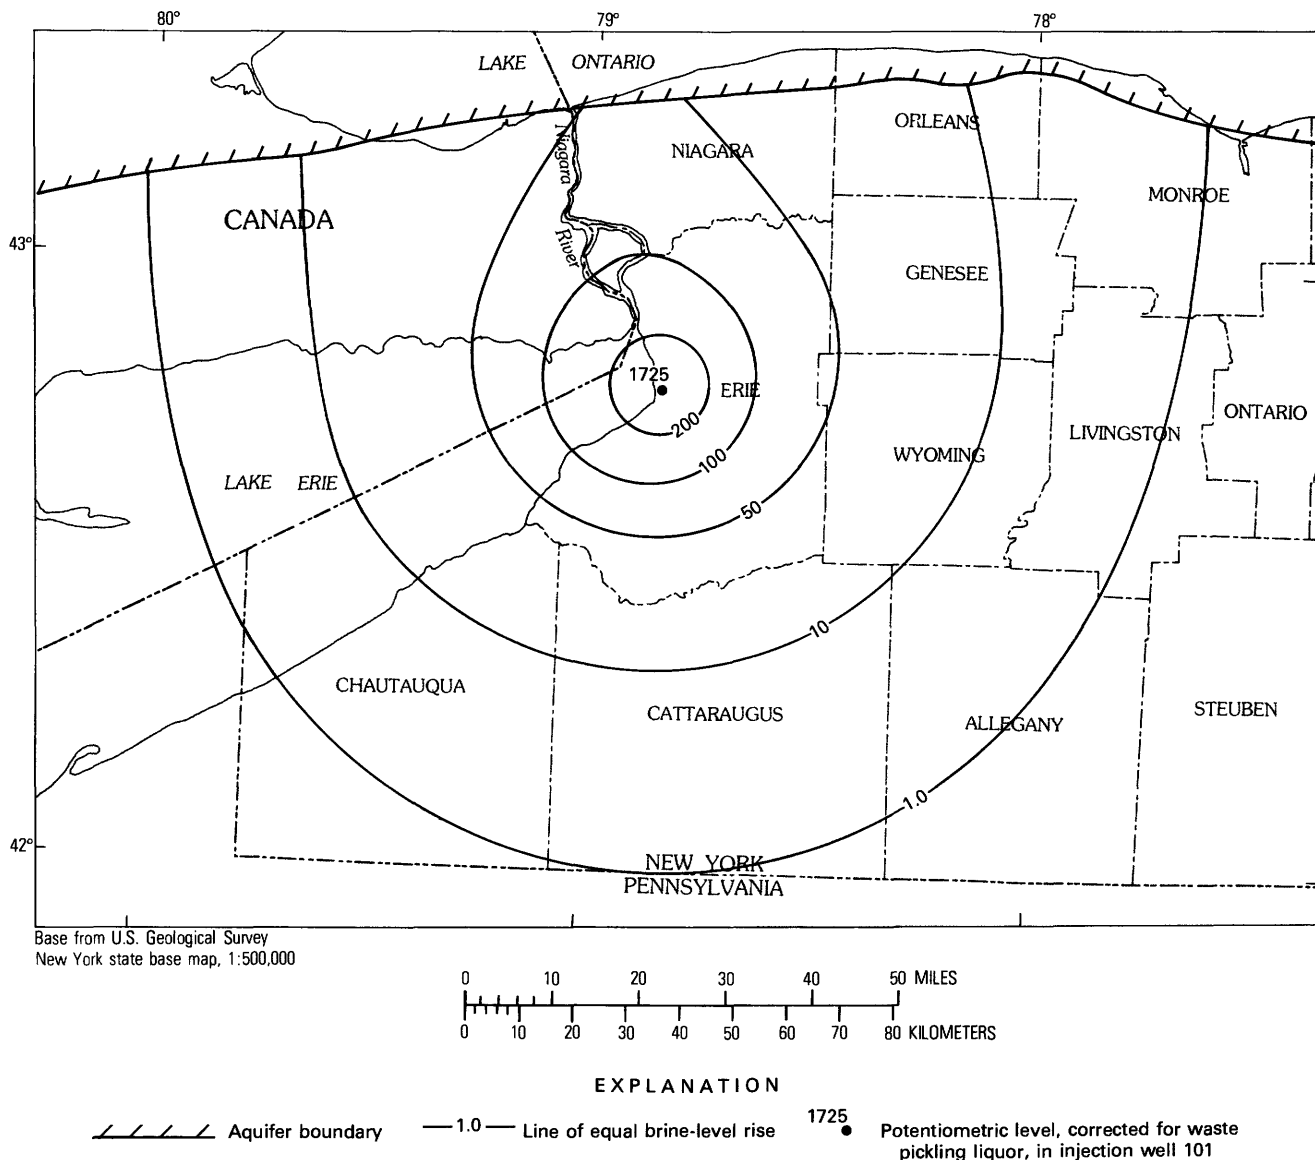 80° 79° 78°
LAKE ONTARIO
ORLEANS
Niagara
NIAGARA
MONROE
CANADA
43°
River
GENESEE
1725
ERIE
ONTARIO
200
LIVINGSTON
100
WYOMING
LAKE ERIE
50
10
CHAUTAUQUA
CATTARAUGUS
ALLEGANY
STEUBEN
1.0
42°
NEW YORK
PENNSYLVANIA
Base from U.S. Geological Survey
New York state base map, 1:500,000
0 10 20 30 40 50 MILES
0 10 20 30 40 50 60 70 80 KILOMETERS
EXPLANATION
Aquifer boundary
1.0 Line of equal brine-level rise
1725 Potentiometric level, corrected for waste
pickling liquor, in injection well 101